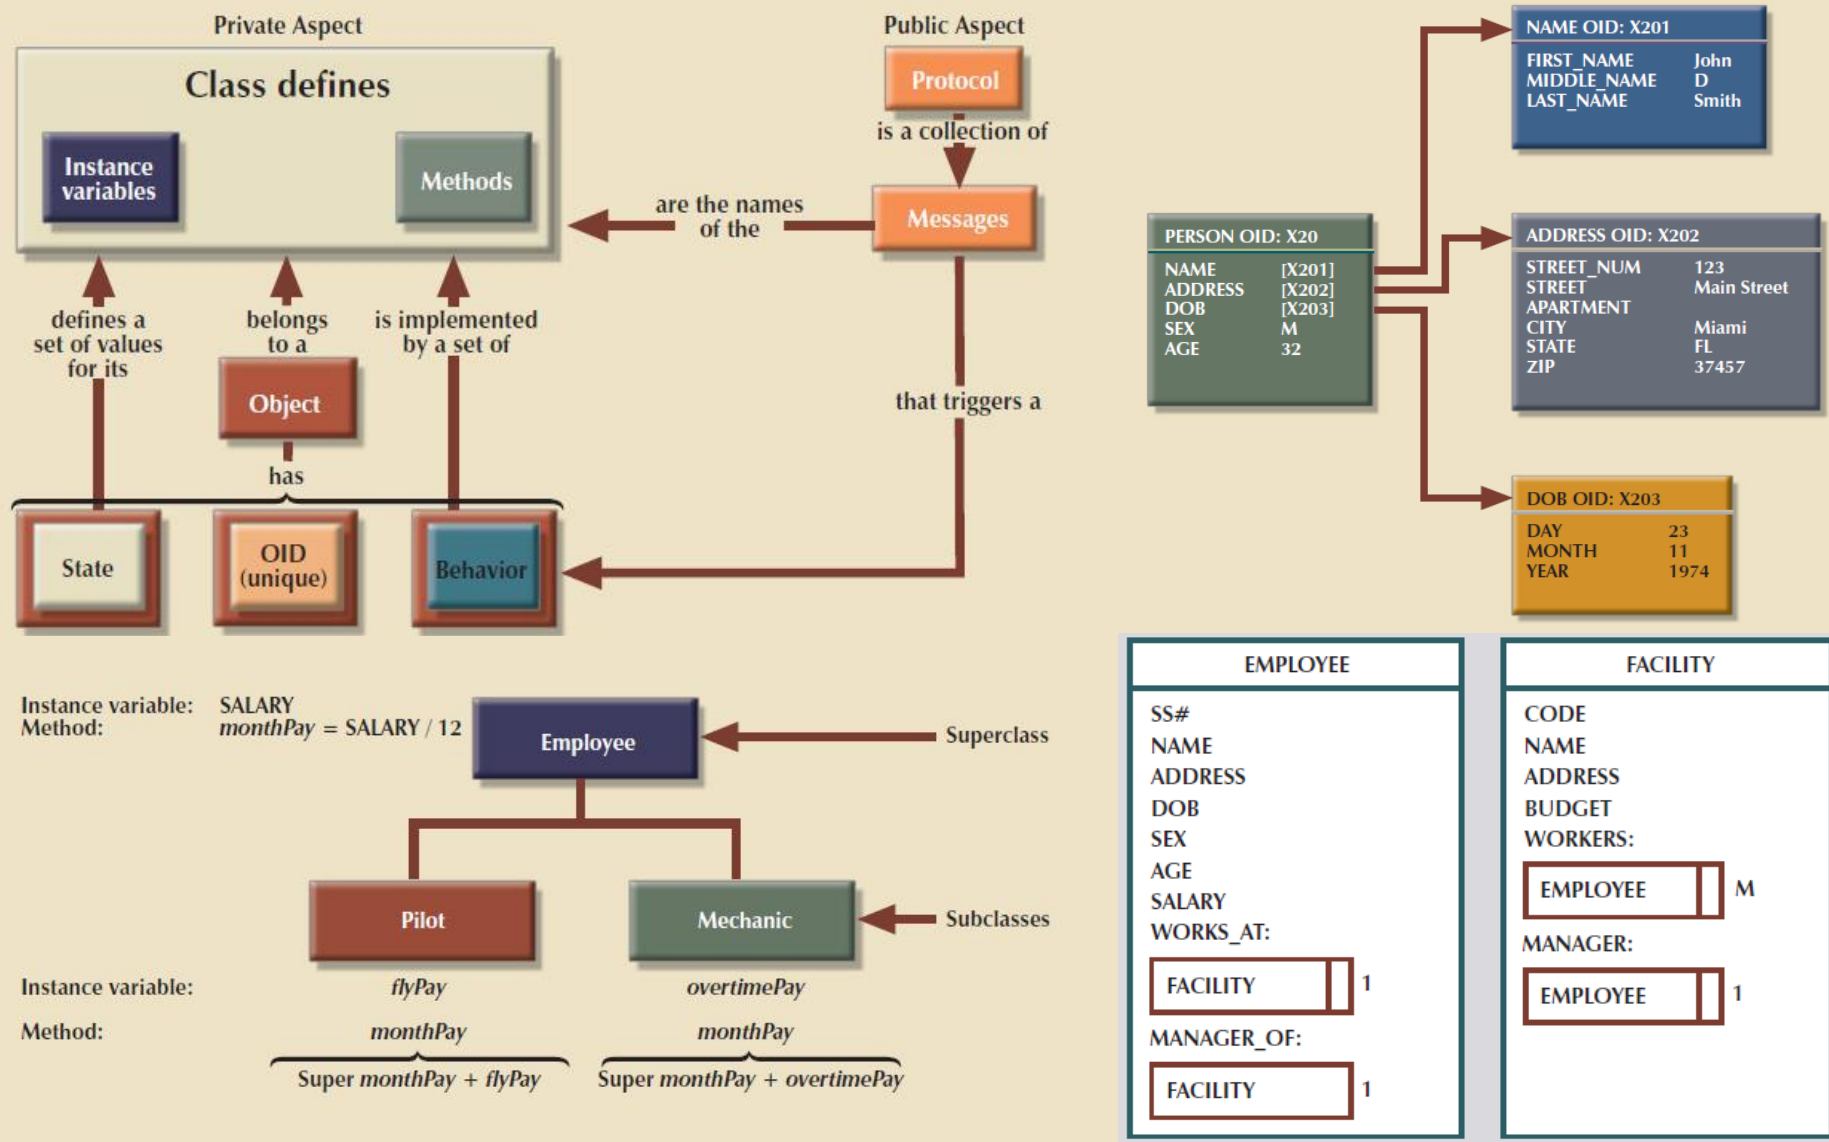 Private Aspect
Class defines
Instance
variables
Methods
defines a
set of values
for its
belongs
to a
is implemented
by a set of
Object
has
State
OID
(unique)
Behavior
Public Aspect
Protocol
is a collection of
Messages
are the names
of the
that triggers a
PERSON OID: X20
NAME [X201]
ADDRESS [X202]
DOB [X203]
SEX M
AGE 32
NAME OID: X201
FIRST_NAME John
MIDDLE_NAME D
LAST_NAME Smith
ADDRESS OID: X202
STREET_NUM 123
STREET Main Street
APARTMENT
CITY Miami
STATE FL
ZIP 37457
DOB OID: X203
DAY 23
MONTH 11
YEAR 1974
Instance variable: SALARY
Method: monthPay = SALARY / 12
Employee
Superclass
Pilot
Mechanic
Subclasses
Instance variable: flyPay overtimePay
Method: monthPay monthPay
Super monthPay + flyPay Super monthPay + overtimePay
EMPLOYEE
SS#
NAME
ADDRESS
DOB
SEX
AGE
SALARY
WORKS_AT:
FACILITY 1
MANAGER_OF:
FACILITY 1
FACILITY
CODE
NAME
ADDRESS
BUDGET
WORKERS:
EMPLOYEE M
MANAGER:
EMPLOYEE 1